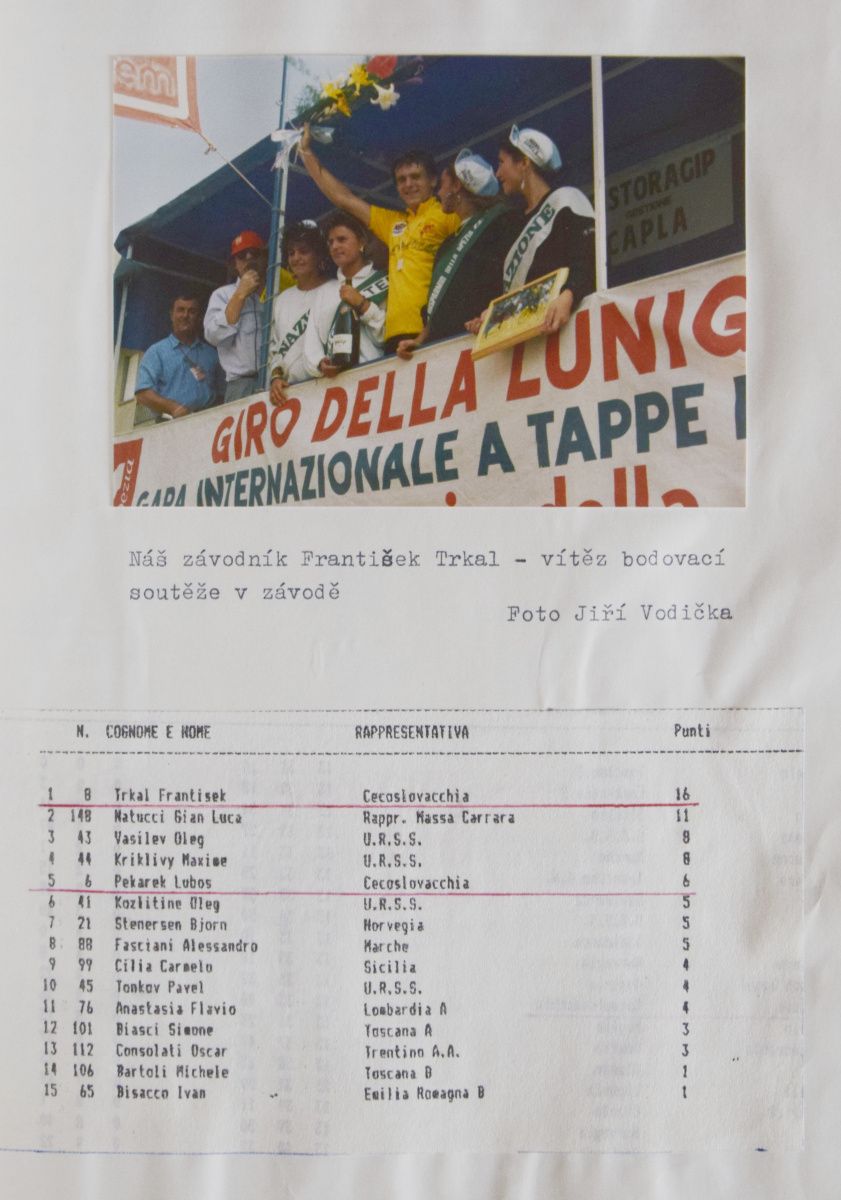 em
STORAGIP
GESTIONE
CAPLA
NAZIONE
NAZI
GIRO DELLA LUNIG
GARA INTERNAZIONALE A TAPPE
della
Náš závodník František Trkal - vítěz bodovací
soutěže v závodě
Foto Jiří Vodička
N. COGNOME E NOME RAPPRESENTATIVA Punti
1 8 Trkal Frantisek Cecoslovacchia 16
2 148 Natucci Gian Luca Rappr. Massa Carrara 11
3 43 Vasilev Oleg U.R.S.S. 8
4 44 Kriklivy Maxime U.R.S.S. 8
5 6 Pekarek Lubos Cecoslovacchia 6
6 41 Kozlitine Oleg U.R.S.S. 5
7 21 Stenersen Bjorn Norvegia 5
8 88 Fasciani Alessandro Marche 5
9 99 Cilia Carmelo Sicilia 4
10 45 Tonkov Pavel U.R.S.S. 4
11 76 Anastasia Flavio Lombardia A 4
12 101 Biasci Simone Toscana A 3
13 112 Consolati Oscar Trentino A.A. 3
14 106 Bartoli Michele Toscana B 1
15 65 Bisacco Ivan Emilia Romagna B 1